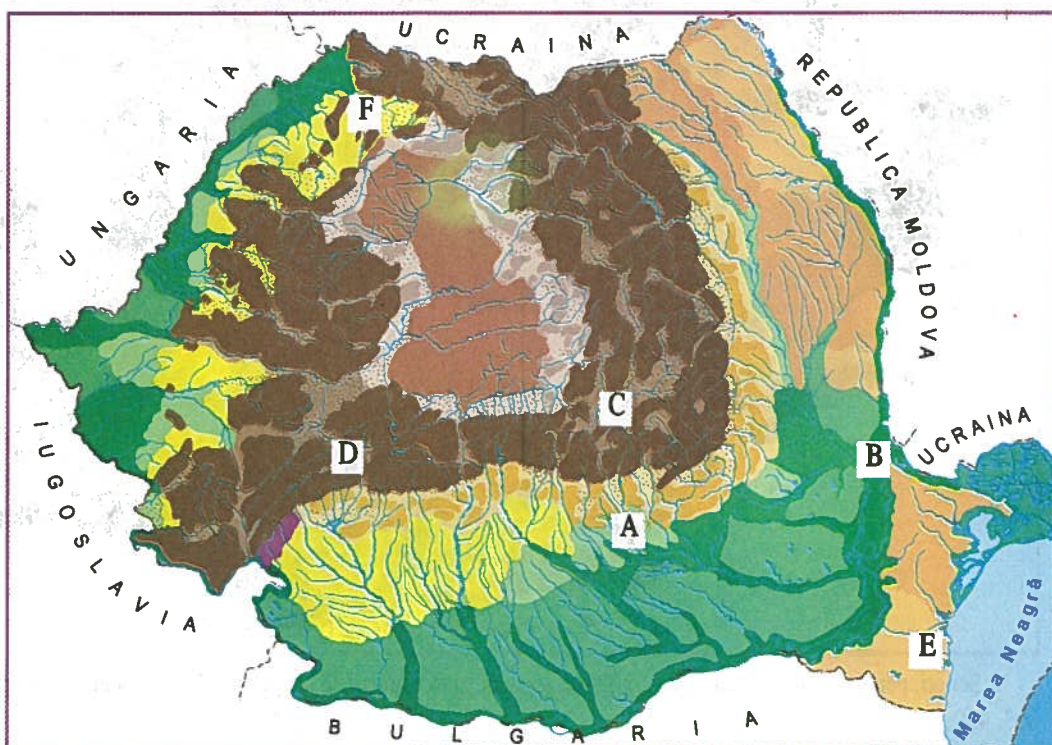 UCRAINA
UNGARIA
REPUBLICA MOLDOVA
F
C
D
B
UCRAINA
IUGOSLAVIA
A
E
Marea Neagră
BULGARIA